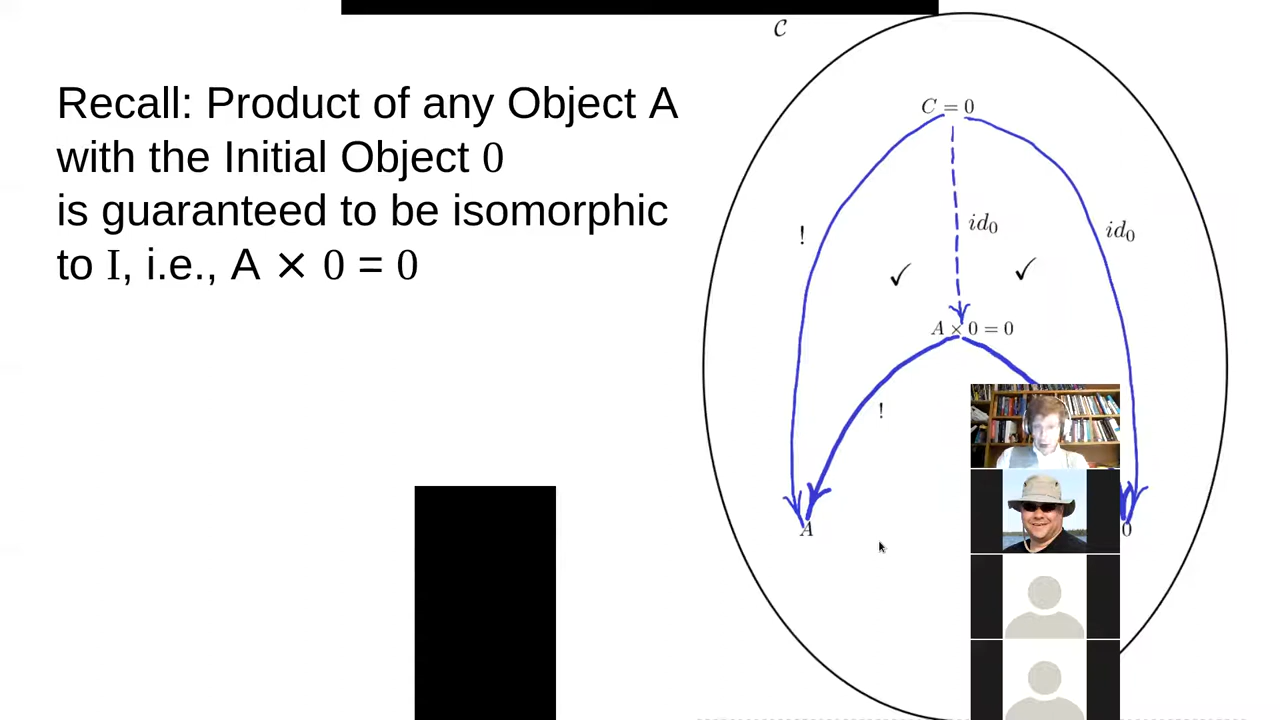 Recall: Product of any Object A
with the Initial Object 0
is guaranteed to be isomorphic
to I, i.e., A × 0 = 0
𝒞
C = 0
!
id₀
id₀
✓
✓
A × 0 = 0
!
A
0